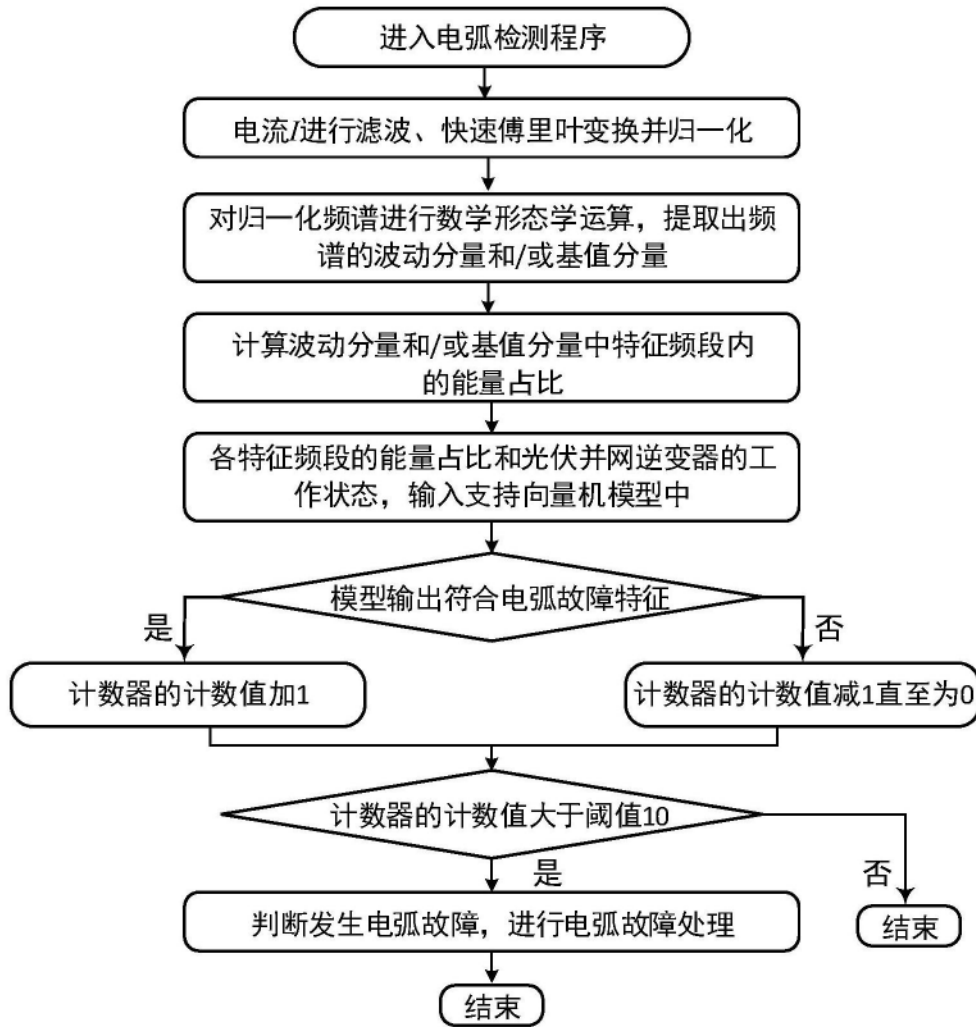 进入电弧检测程序
电流I进行滤波、快速傅里叶变换并归一化
对归一化频谱进行数学形态学运算，提取出频
谱的波动分量和/或基值分量
计算波动分量和/或基值分量中特征频段内
的能量占比
各特征频段的能量占比和光伏并网逆变器的工
作状态，输入支持向量机模型中
模型输出符合电弧故障特征
是
否
计数器的计数值加1
计数器的计数值减1直至为0
计数器的计数值大于阈值10
是
否
判断发生电弧故障，进行电弧故障处理
结束
结束